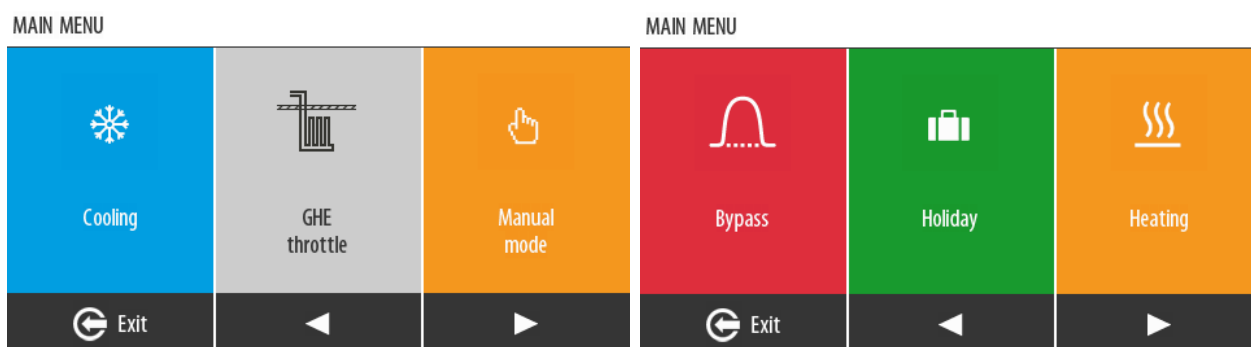 MAIN MENU
Cooling
GHE
throttle
Manual
mode
Exit
MAIN MENU
Bypass
Holiday
Heating
Exit